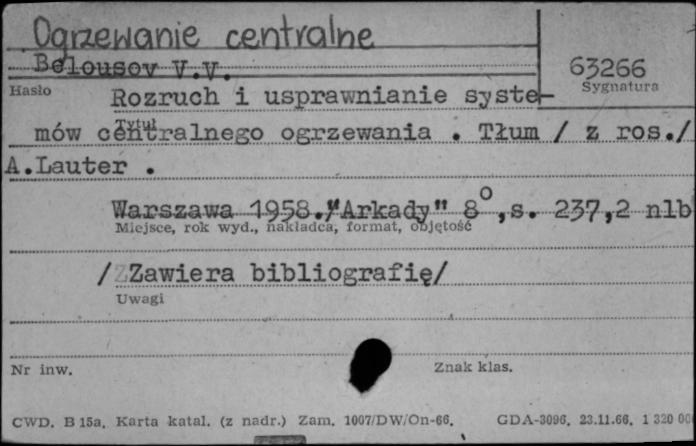 Ogrzewanie centralne
Belousov V.V.
63266
Hasło
Sygnatura
Rozruch i usprawnianie syste-
Tytuł
mów centralnego ogrzewania . Tłum / z ros./
A.Lauter .
Warszawa 1958."Arkady" 8°,s. 237,2 nlb
Miejsce, rok wyd., nakładca, format, objętość
/Zawiera bibliografię/
Uwagi
Nr inw.
Znak klas.
CWD. B 15a. Karta katal. (z nadr.) Zam. 1007/DW/On-66. GDA-3096. 23.11.66. 1 320 00